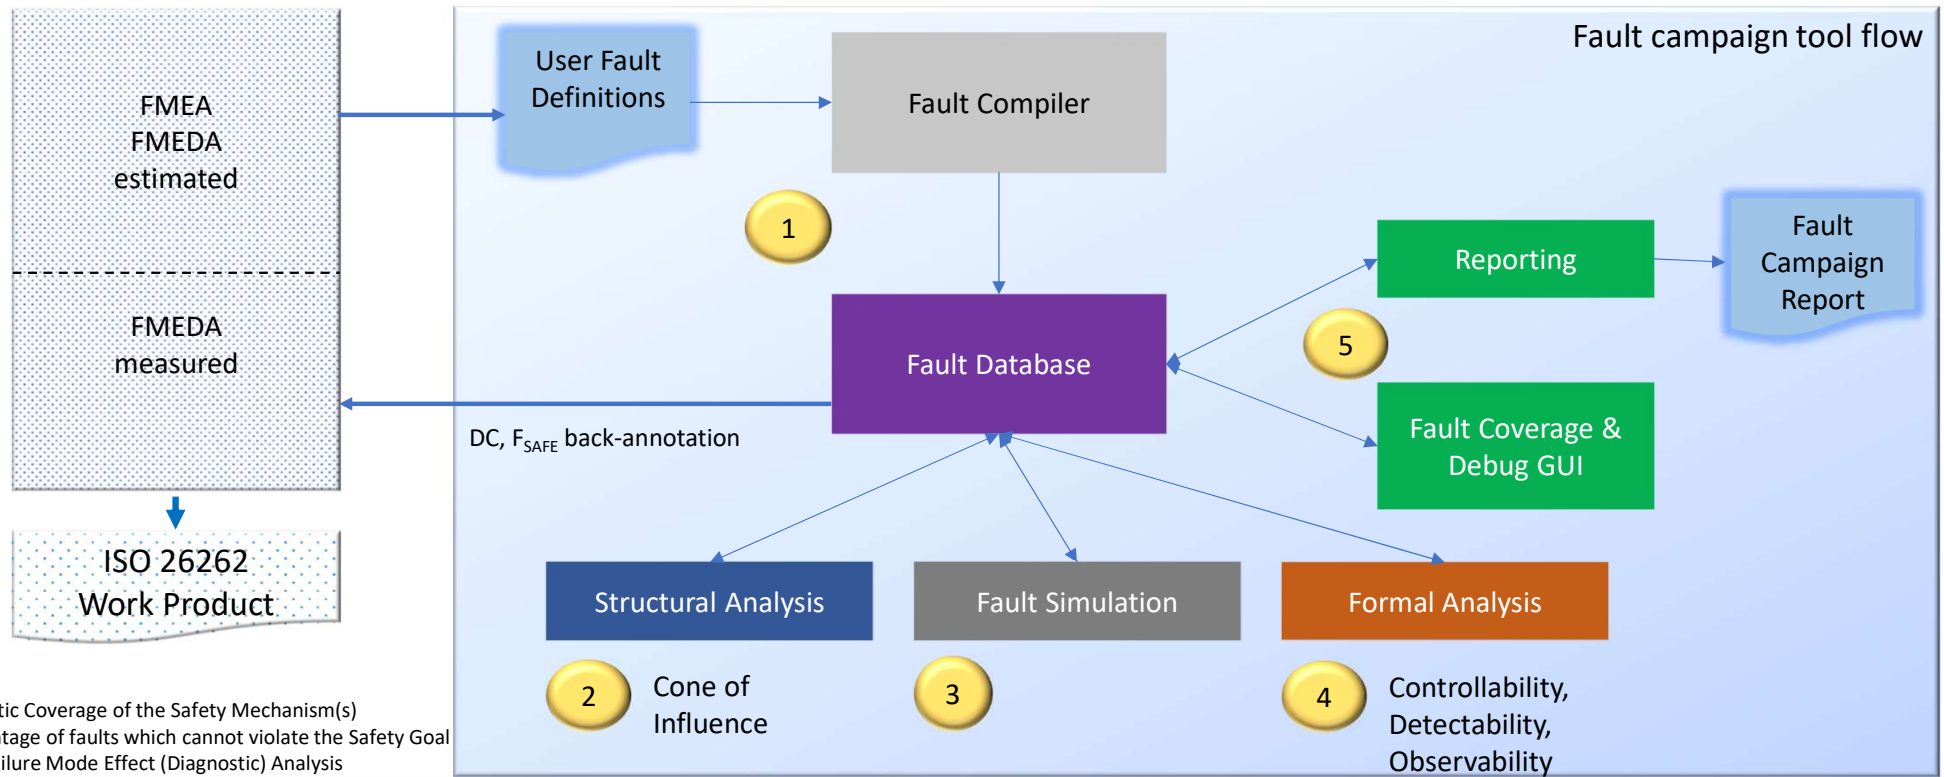 Fault campaign tool flow
FMEA
FMEDA
estimated
FMEDA
measured
ISO 26262
Work Product
User Fault
Definitions
Fault Compiler
1
Fault Database
DC, FSAFE back-annotation
Reporting
Fault
Campaign
Report
5
Fault Coverage &
Debug GUI
Structural Analysis
Fault Simulation
Formal Analysis
2
Cone of
Influence
3
4
Controllability,
Detectability,
Observability
Coverage of the Safety Mechanism(s)
of faults which cannot violate the Safety Goal
Mode Effect (Diagnostic) Analysis